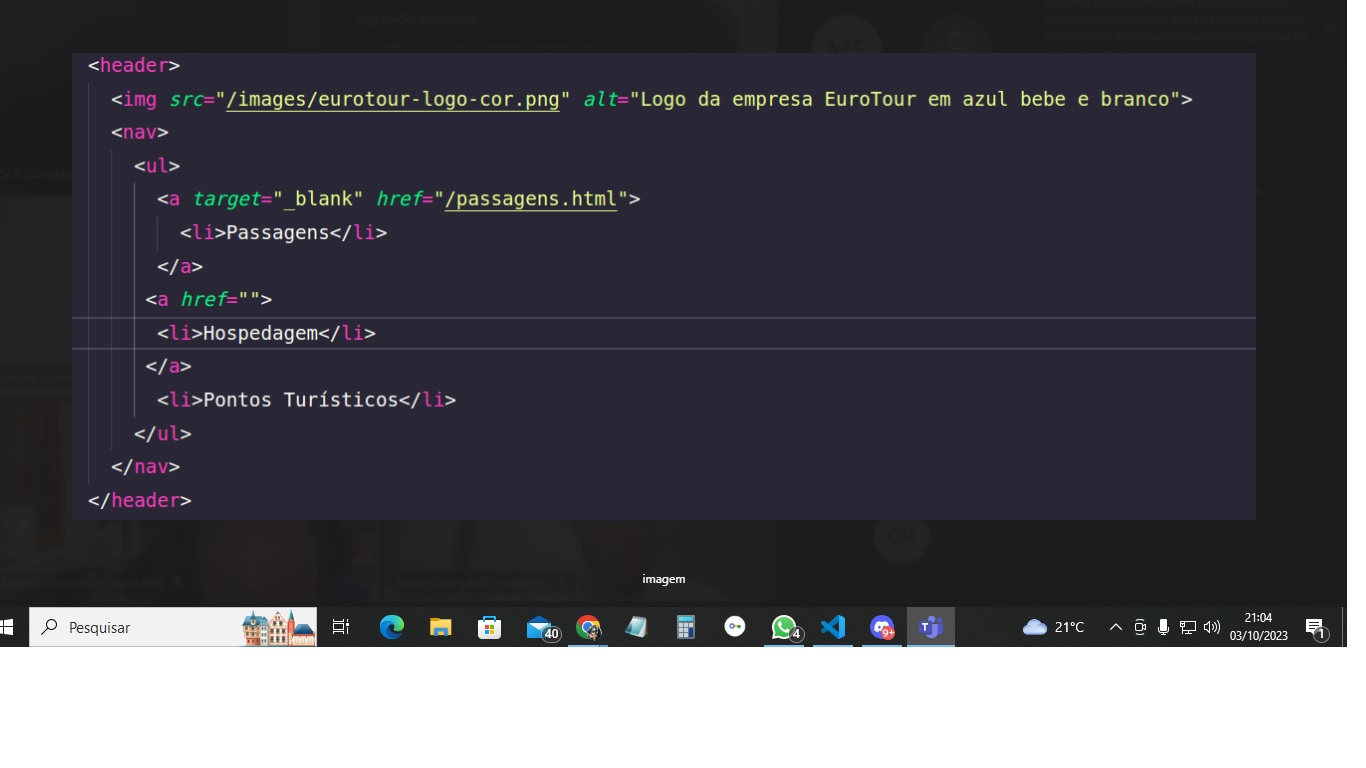 <header>
<img src="/images/eurotour-logo-cor.png" alt="Logo da empresa EuroTour em azul bebe e branco">
<nav>
<ul>
<a target="_blank" href="/passagens.html">
<li>Passagens</li>
</a>
<a href="">
<li>Hospedagem</li>
</a>
<li>Pontos Turísticos</li>
</ul>
</nav>
</header>
CR
imagem
Pesquisar
40
4
9+
21°C
21:04
03/10/2023
1